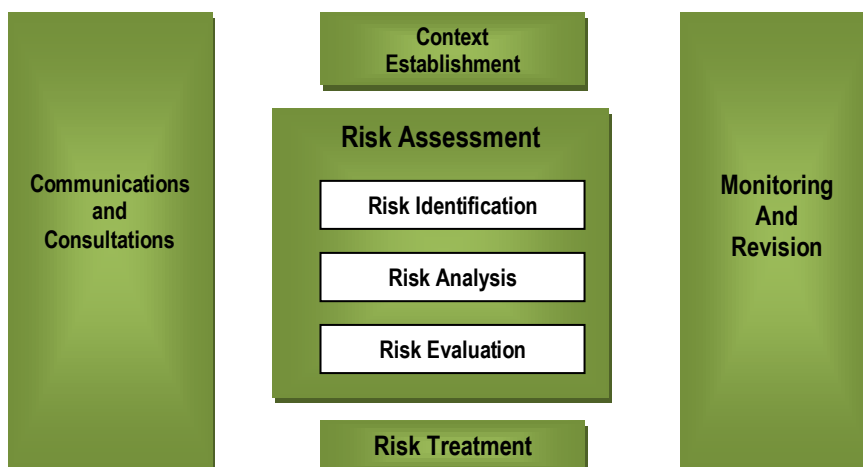 Context
Establishment
Risk Assessment
Communications
and
Consultations
Risk Identification
Risk Analysis
Risk Evaluation
Monitoring
And
Revision
Risk Treatment